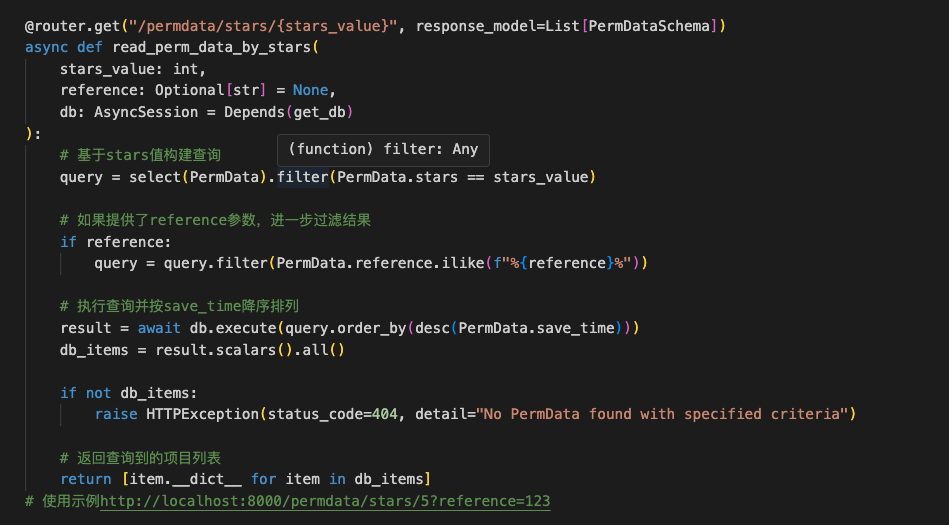 @router.get("/permdata/stars/{stars_value}", response_model=List[PermDataSchema])
async def read_perm_data_by_stars(
    stars_value: int,
    reference: Optional[str] = None,
    db: AsyncSession = Depends(get_db)
):
(function) filter: Any
    # 基于stars值构建查询
    query = select(PermData).filter(PermData.stars == stars_value)
    # 如果提供了reference参数，进一步过滤结果
    if reference:
        query = query.filter(PermData.reference.ilike(f"%{reference}%"))
    # 执行查询并按save_time降序排列
    result = await db.execute(query.order_by(desc(PermData.save_time)))
    db_items = result.scalars().all()
    if not db_items:
        raise HTTPException(status_code=404, detail="No PermData found with specified criteria")
    # 返回查询到的项目列表
    return [item.__dict__ for item in db_items]
# 使用示例http://localhost:8000/permdata/stars/5?reference=123